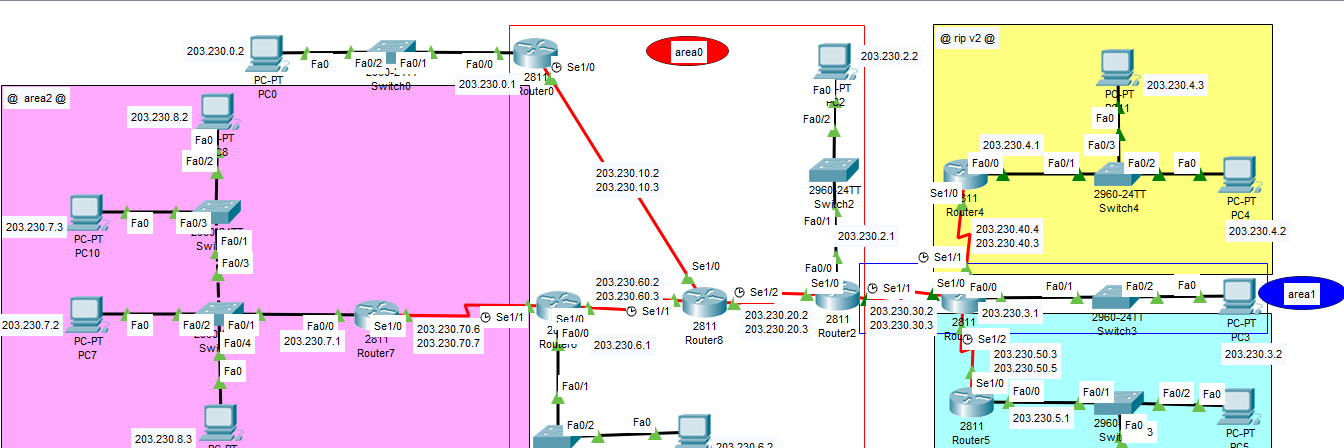 @ area2 @
203.230.0.2
PC-PT
PC0
Fa0
Fa0/2
Fa0/1
Switch0
Fa0/0
203.230.0.1
2811
Router0
Se1/0
area0
203.230.8.2
Fa0
Fa0/2
203.230.7.3
PC-PT
PC10
Fa0
Fa0/3
Fa0/1
Fa0/3
203.230.7.2
PC-PT
PC7
Fa0
Fa0/2
Fa0/1
Fa0/4
Fa0
203.230.8.3
Fa0/0
203.230.7.1
Se1/0
2811
Router7
203.230.70.6
203.230.70.7
Se1/1
Se1/0
Fa0/0
203.230.6.1
Fa0/1
Fa0/2
Fa0
203.230.6.2
203.230.10.2
203.230.10.3
203.230.60.2
203.230.60.3
Se1/1
Se1/0
Se1/2
2811
Router8
203.230.20.2
203.230.20.3
203.230.2.2
Fa0
Fa0/2
2960-24TT
Switch2
Fa0/1
203.230.2.1
Fa0/0
Se1/0
2811
Router2
Se1/1
203.230.30.2
203.230.30.3
@ rip v2 @
PC-PT
203.230.4.3
Fa0
Fa0/3
203.230.4.1
Fa0/0
Fa0/1
Fa0/2
Fa0
Se1/0
Router4
2960-24TT
Switch4
PC-PT
PC4
203.230.4.2
203.230.40.4
203.230.40.3
Se1/1
Se1/0
Fa0/0
203.230.3.1
Fa0/1
Fa0/2
Fa0
2960-24TT
Switch3
PC-PT
PC3
203.230.3.2
area1
2811
Se1/2
203.230.50.3
203.230.50.5
Se1/0
Fa0/0
203.230.5.1
Fa0/1
Fa0/2
Fa0
2811
Router5
Fa0
3
PC-PT